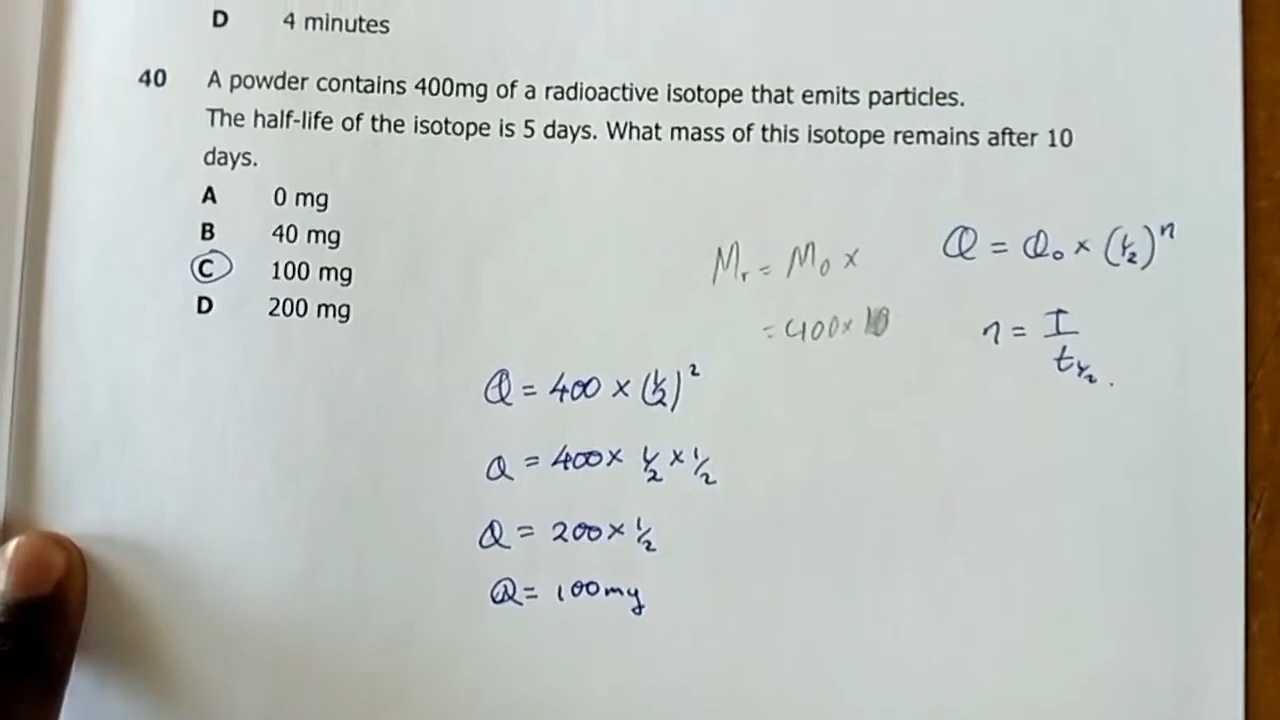 D 4 minutes
40 A powder contains 400mg of a radioactive isotope that emits particles.
The half-life of the isotope is 5 days. What mass of this isotope remains after 10
days.
A 0 mg
B 40 mg
C 100 mg
D 200 mg
Mr = M0 ×
= 400 × 10
Q = Q0 × (1/2)^n
n = T/t1/2.
Q = 400 × (1/2)²
Q = 400 × 1/2 × 1/2
Q = 200 × 1/2
Q = 100mg